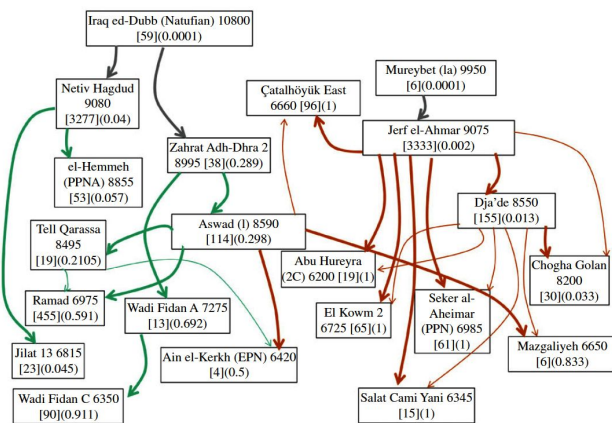 Iraq ed-Dubb (Natufian) 10800
[59](0.0001)
Mureybet (la) 9950
[6](0.0001)
Netiv Hagdud
9080
[3277](0.04)
Çatalhöyük East
6660 [96](1)
Jerf el-Ahmar 9075
[3333](0.002)
Zahrat Adh-Dhra 2
8995 [38](0.289)
el-Hemmeh
(PPNA) 8855
[53](0.057)
Dja’de 8550
[155](0.013)
Aswad (l) 8590
[114](0.298)
Tell Qarassa
8495
[19](0.2105)
Abu Hureyra
(2C) 6200 [19](1)
Chogha Golan
8200
[30](0.033)
Ramad 6975
[455](0.591)
Wadi Fidan A 7275
[13](0.692)
El Kowm 2
6725 [65](1)
Seker al-
Aheimar
(PPN) 6985
[61](1)
Jilat 13 6815
[23](0.045)
Ain el-Kerkh (EPN) 6420
[4](0.5)
Mazgaliyeh 6650
[6](0.833)
Wadi Fidan C 6350
[90](0.911)
Salat Cami Yani 6345
[15](1)